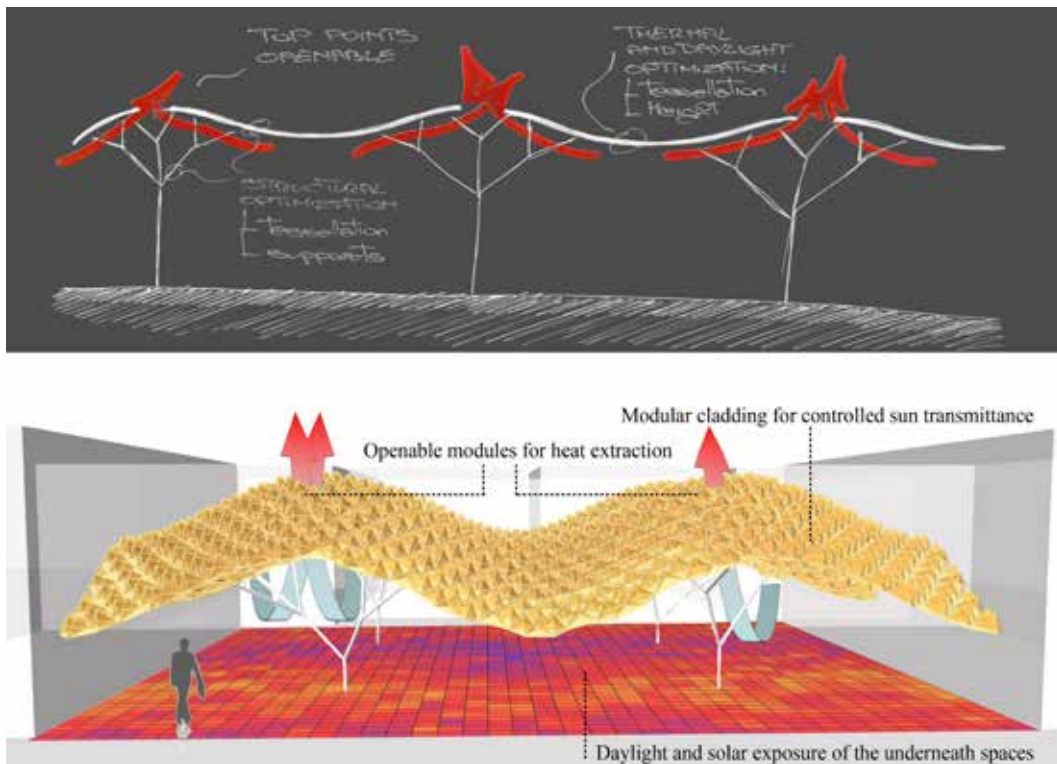 TOP POINTS
OPENABLE
THERMAL
AND DAYLIGHT
OPTIMIZATION:
tessellation
Height
STRUCTURAL
OPTIMIZATION
tessellation
supports
Modular cladding for controlled sun transmittance
Openable modules for heat extraction
Daylight and solar exposure of the underneath spaces